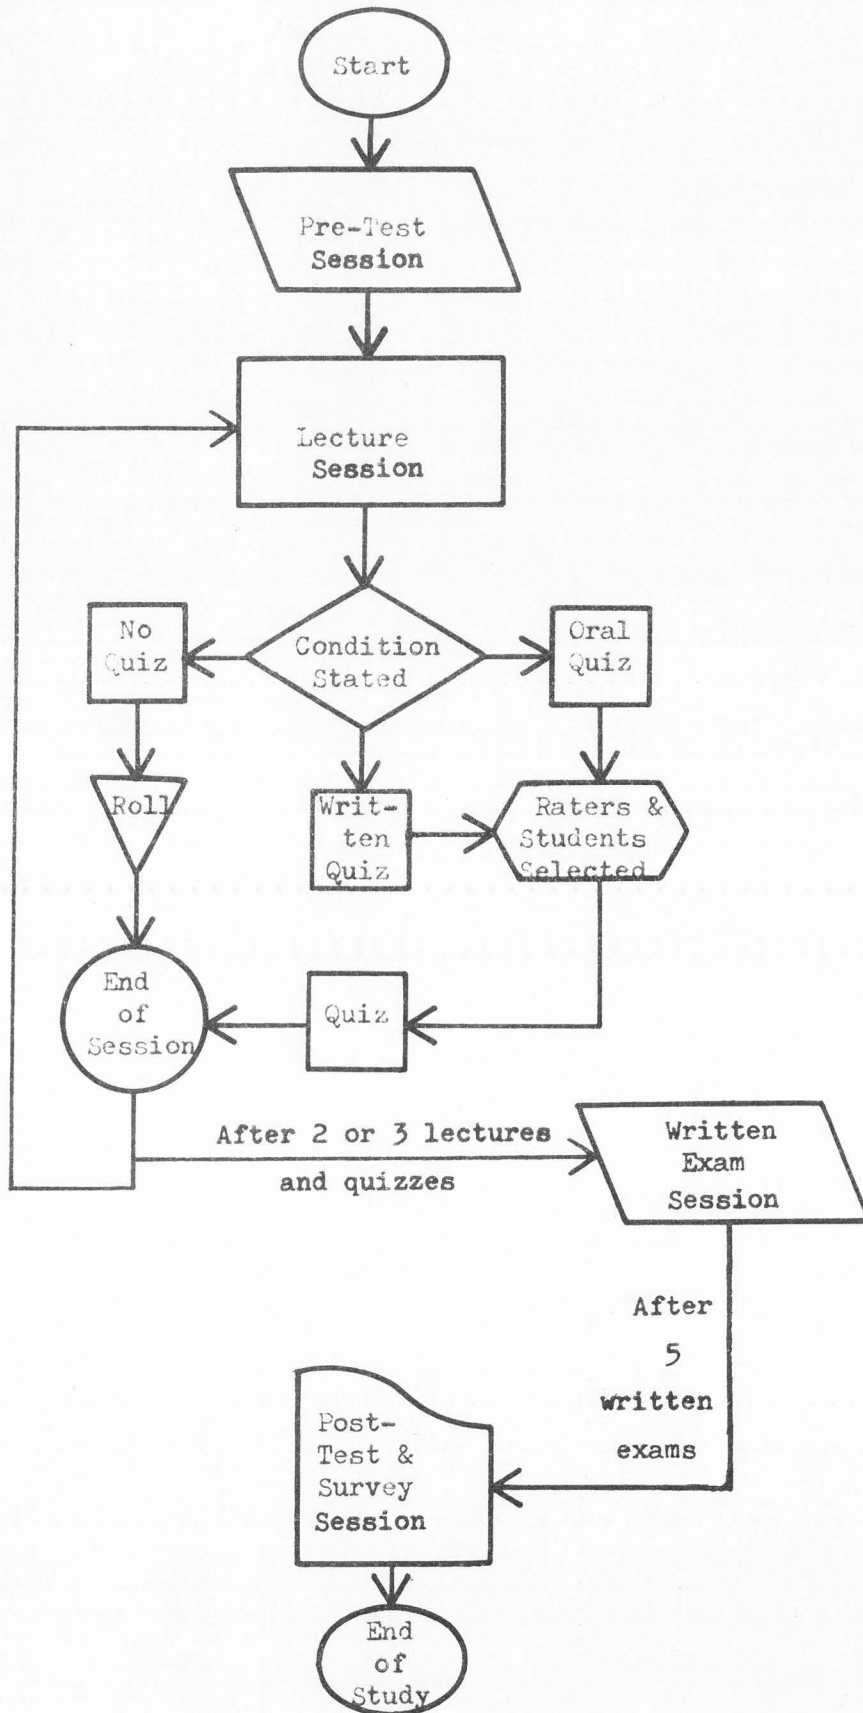 Start
Pre-Test
Session
Lecture
Session
No
Quiz
Condition
Stated
Oral
Quiz
Roll
Writ-
ten
Quiz
Raters &
Students
Selected
End
of
Session
Quiz
After 2 or 3 lectures
and quizzes
Written
Exam
Session
After
5
written
exams
Post-
Test &
Survey
Session
End
of
Study